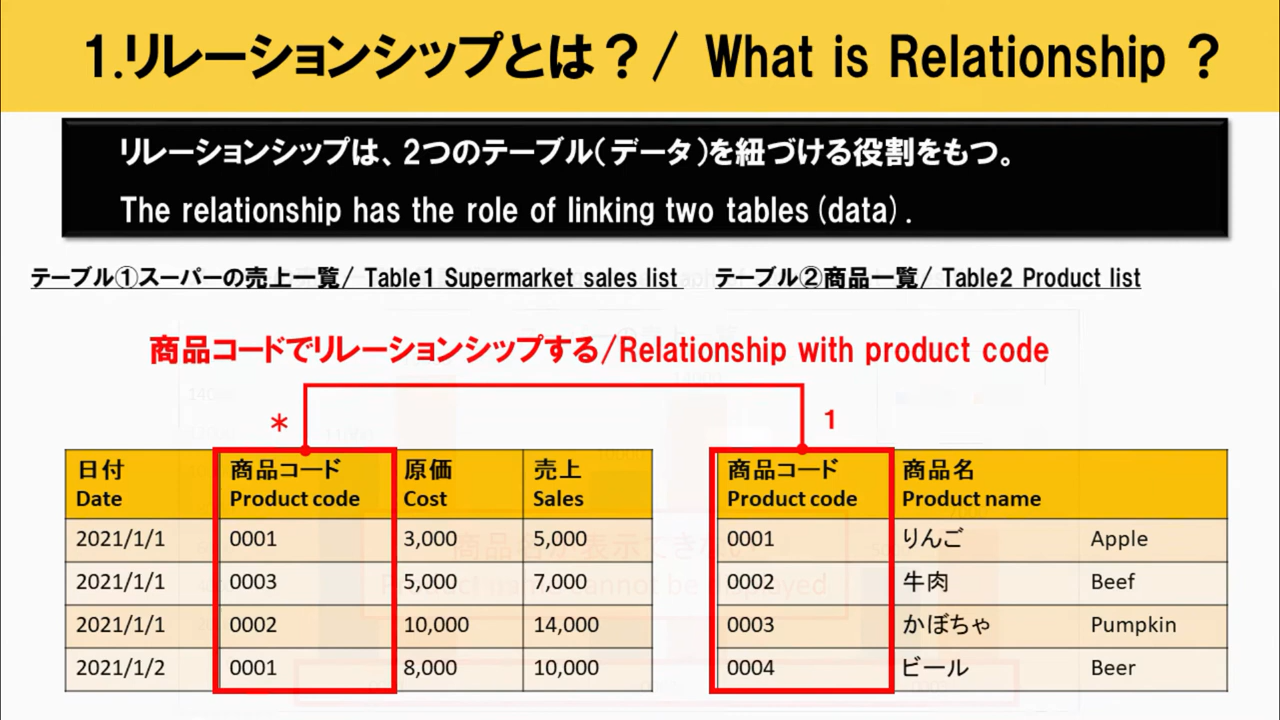 1.リレーションシップとは？/ What is Relationship ？
リレーションシップは、2つのテーブル（データ）を紐づける役割をもつ。
The relationship has the role of linking two tables（data）.
テーブル①スーパーの売上一覧/ Table1 Supermarket sales list
テーブル②商品一覧/ Table2 Product list
商品コードでリレーションシップする/Relationship with product code
＊ 1
日付 商品コード 原価 売上
Date Product code Cost Sales
2021/1/1 0001 3,000 5,000
2021/1/1 0003 5,000 7,000
2021/1/1 0002 10,000 14,000
2021/1/2 0001 8,000 10,000
商品コード 商品名
Product code Product name
0001 りんご Apple
0002 牛肉 Beef
0003 かぼちゃ Pumpkin
0004 ビール Beer